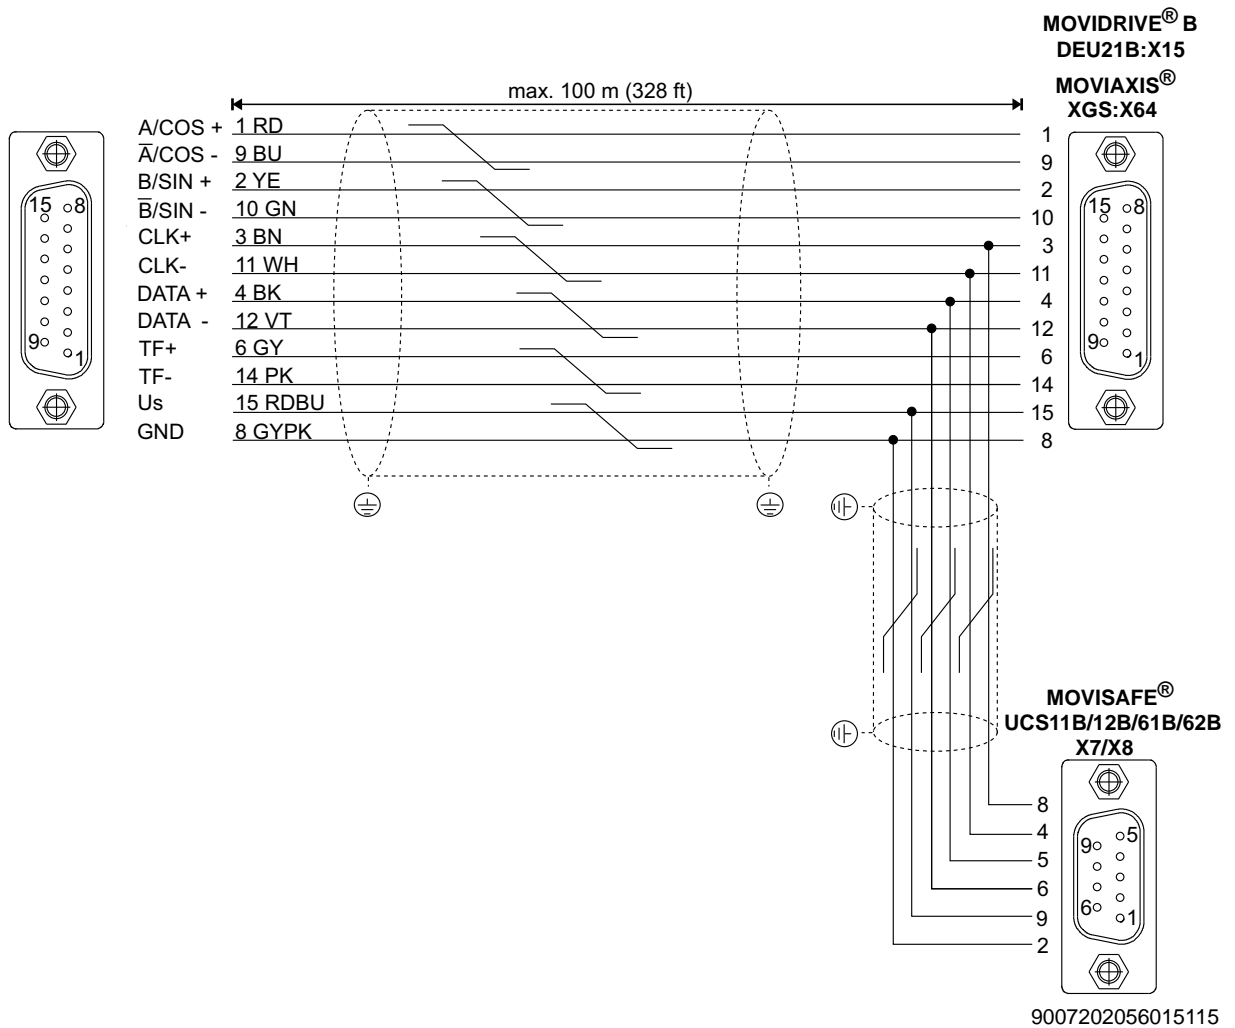 MOVIDRIVE® B
DEU21B:X15
MOVIAXIS®
XGS:X64
max. 100 m (328 ft)
A/COS + 1 RD 1
A̅/COS - 9 BU 9
B/SIN + 2 YE 2
B̅/SIN - 10 GN 10
CLK+ 3 BN 3
CLK- 11 WH 11
DATA + 4 BK 4
DATA - 12 VT 12
TF+ 6 GY 6
TF- 14 PK 14
Us 15 RDBU 15
GND 8 GYPK 8
15 8
9 1
15 8
9 1
MOVISAFE®
UCS11B/12B/61B/62B
X7/X8
8
4
5
6
9
2
9 5
6 1
9007202056015115